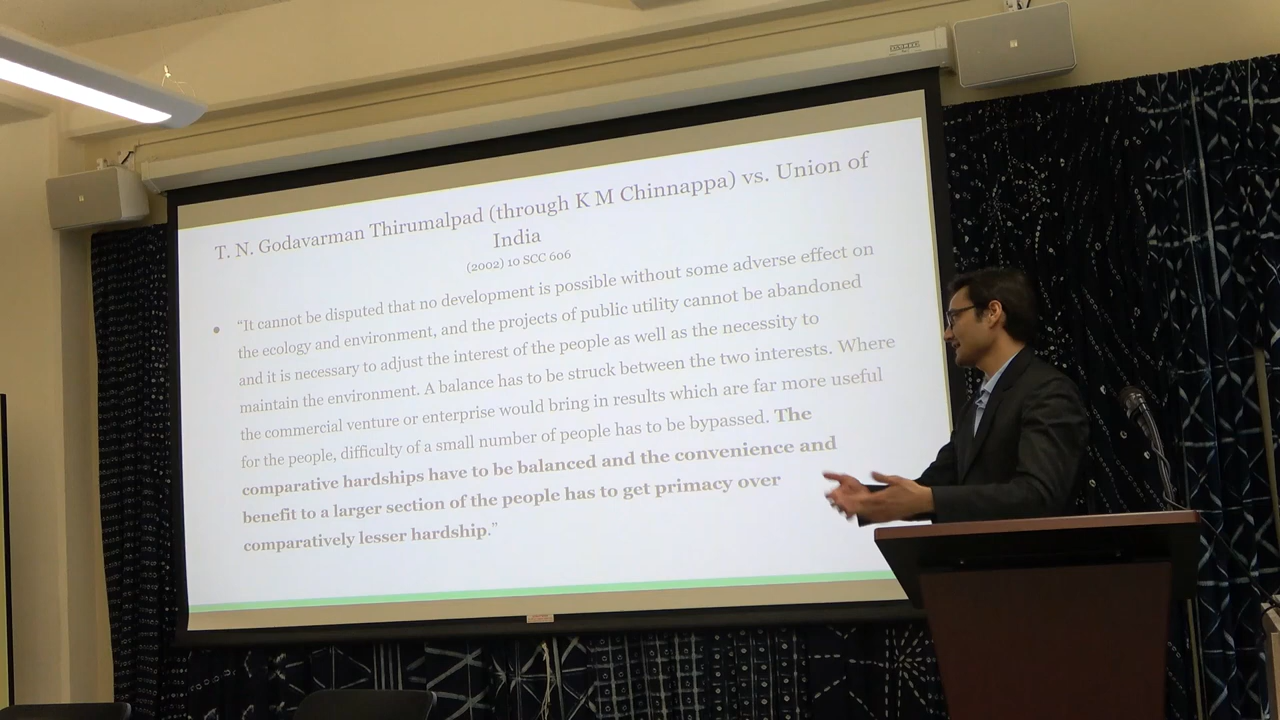 T. N. Godavarman Thirumalpad (through K M Chinnappa) vs. Union of
India
(2002) 10 SCC 606
• “It cannot be disputed that no development is possible without some adverse effect on
the ecology and environment, and the projects of public utility cannot be abandoned
and it is necessary to adjust the interest of the people as well as the necessity to
maintain the environment. A balance has to be struck between the two interests. Where
the commercial venture or enterprise would bring in results which are far more useful
for the people, difficulty of a small number of people has to be bypassed. The
comparative hardships have to be balanced and the convenience and
benefit to a larger section of the people has to get primacy over
comparatively lesser hardship.”